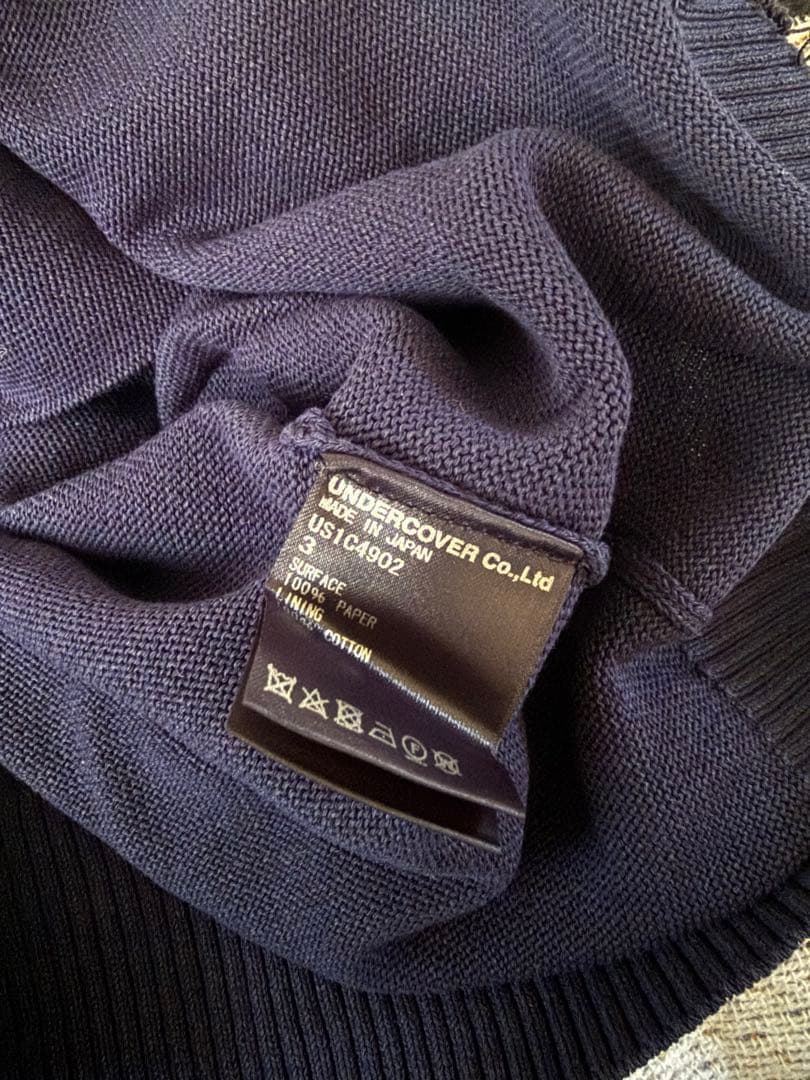 UNDERCOVER Co.,Ltd
MADE IN JAPAN
US1C4902
3
SURFACE
100% PAPER
LINING
COTTON
F